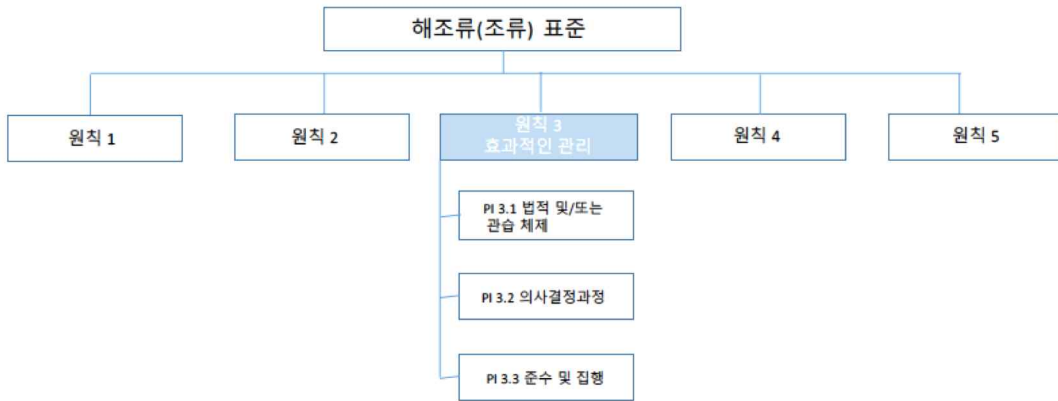 해조류(조류) 표준
원칙 1
원칙 2
원칙 3
효과적인 관리
원칙 4
원칙 5
PI 3.1 법적 및/또는
관습 체제
PI 3.2 의사결정과정
PI 3.3 준수 및 집행